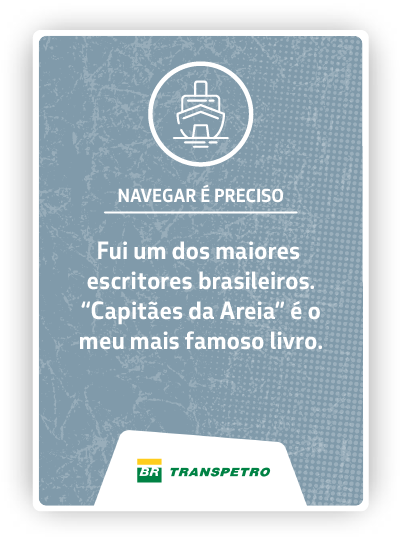 NAVEGAR É PRECISO
Fui um dos maiores
escritores brasileiros.
“Capitães da Areia” é o
meu mais famoso livro.
BR TRANSPETRO